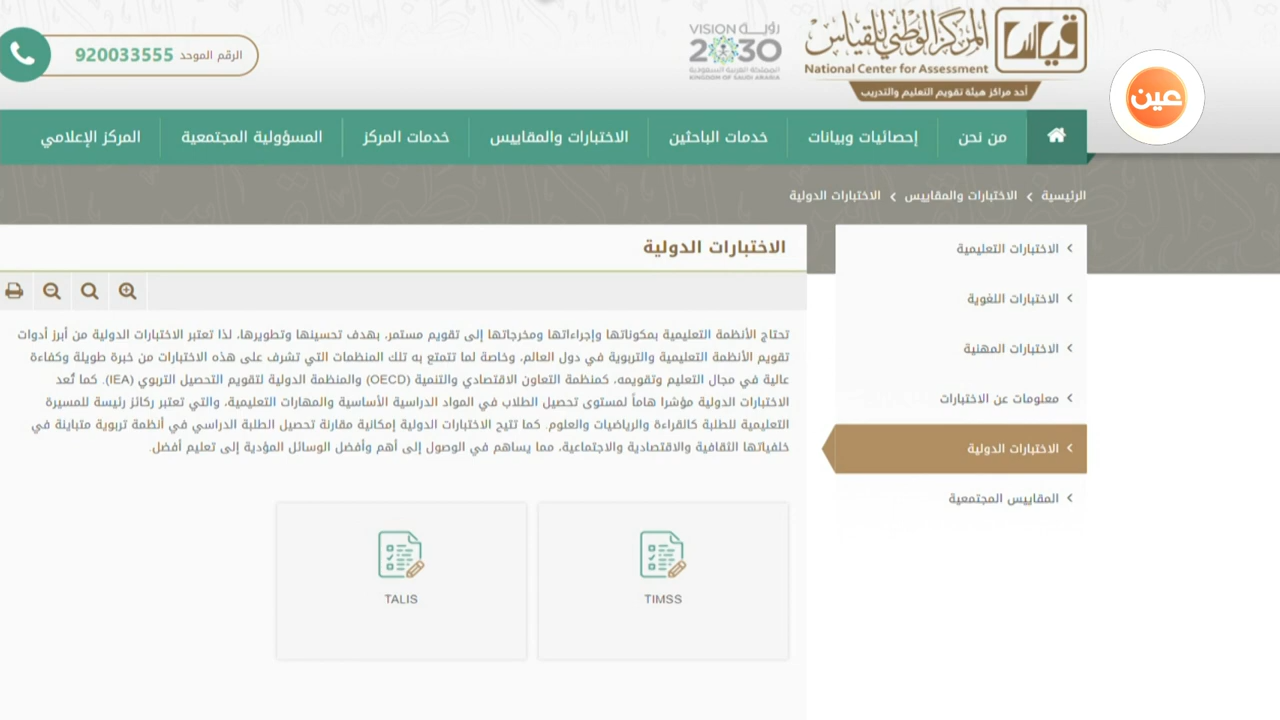 المركز الوطني للقياس
قياس
National Center for Assessment
أحد مراكز هيئة تقويم التعليم والتدريب
رؤيـــة VISION
2030
المملكة العربية السعودية
KINGDOM OF SAUDI ARABIA
الرقم الموحد 920033555
عين
من نحن
إحصائيات وبيانات
خدمات الباحثين
الاختبارات والمقاييس
خدمات المركز
المسؤولية المجتمعية
المركز الإعلامي
الرئيسية › الاختبارات والمقاييس › الاختبارات الدولية
الاختبارات التعليمية
الاختبارات اللغوية
الاختبارات المهنية
معلومات عن الاختبارات
الاختبارات الدولية
المقاييس المجتمعية
الاختبارات الدولية
تحتاج الأنظمة التعليمية بمكوناتها وإجراءاتها ومخرجاتها إلى تقويم مستمر، بهدف تحسينها وتطويرها، لذا تعتبر الاختبارات الدولية من أبرز أدوات
تقويم الأنظمة التعليمية والتربوية في دول العالم، وخاصة لما تتمتع به تلك المنظمات التي تشرف على هذه الاختبارات من خبرة طويلة وكفاءة
عالية في مجال التعليم وتقويمه، كمنظمة التعاون الاقتصادي والتنمية (OECD) والمنظمة الدولية لتقويم التحصيل التربوي (IEA). كما تُعد
الاختبارات الدولية مؤشرا هاماً لمستوى تحصيل الطلاب في المواد الدراسية الأساسية والمهارات التعليمية، والتي تعتبر ركائز رئيسة للمسيرة
التعليمية للطلبة كالقراءة والرياضيات والعلوم. كما تتيح الاختبارات الدولية إمكانية مقارنة تحصيل الطلبة الدراسي في أنظمة تربوية متباينة في
خلفياتها الثقافية والاقتصادية والاجتماعية، مما يساهم في الوصول إلى أهم وأفضل الوسائل المؤدية إلى تعليم أفضل.
TIMSS
TALIS